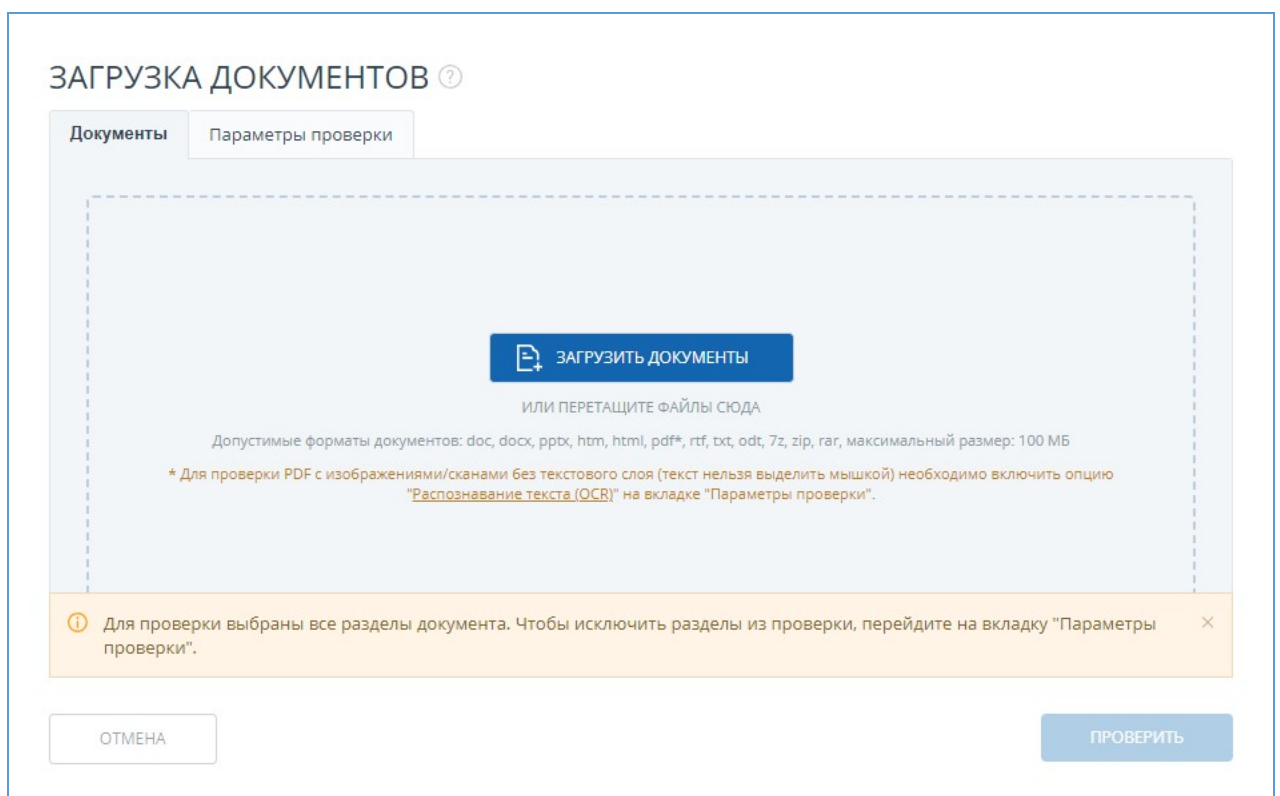 ЗАГРУЗКА ДОКУМЕНТОВ ?
Документы
Параметры проверки
ЗАГРУЗИТЬ ДОКУМЕНТЫ
ИЛИ ПЕРЕТАЩИТЕ ФАЙЛЫ СЮДА
Допустимые форматы документов: doc, docx, pptx, htm, html, pdf*, rtf, txt, odt, 7z, zip, rar, максимальный размер: 100 МБ
* Для проверки PDF с изображениями/сканами без текстового слоя (текст нельзя выделить мышкой) необходимо включить опцию
"Распознавание текста (OCR)" на вкладке "Параметры проверки".
Для проверки выбраны все разделы документа. Чтобы исключить разделы из проверки, перейдите на вкладку "Параметры
проверки".
ОТМЕНА
ПРОВЕРИТЬ